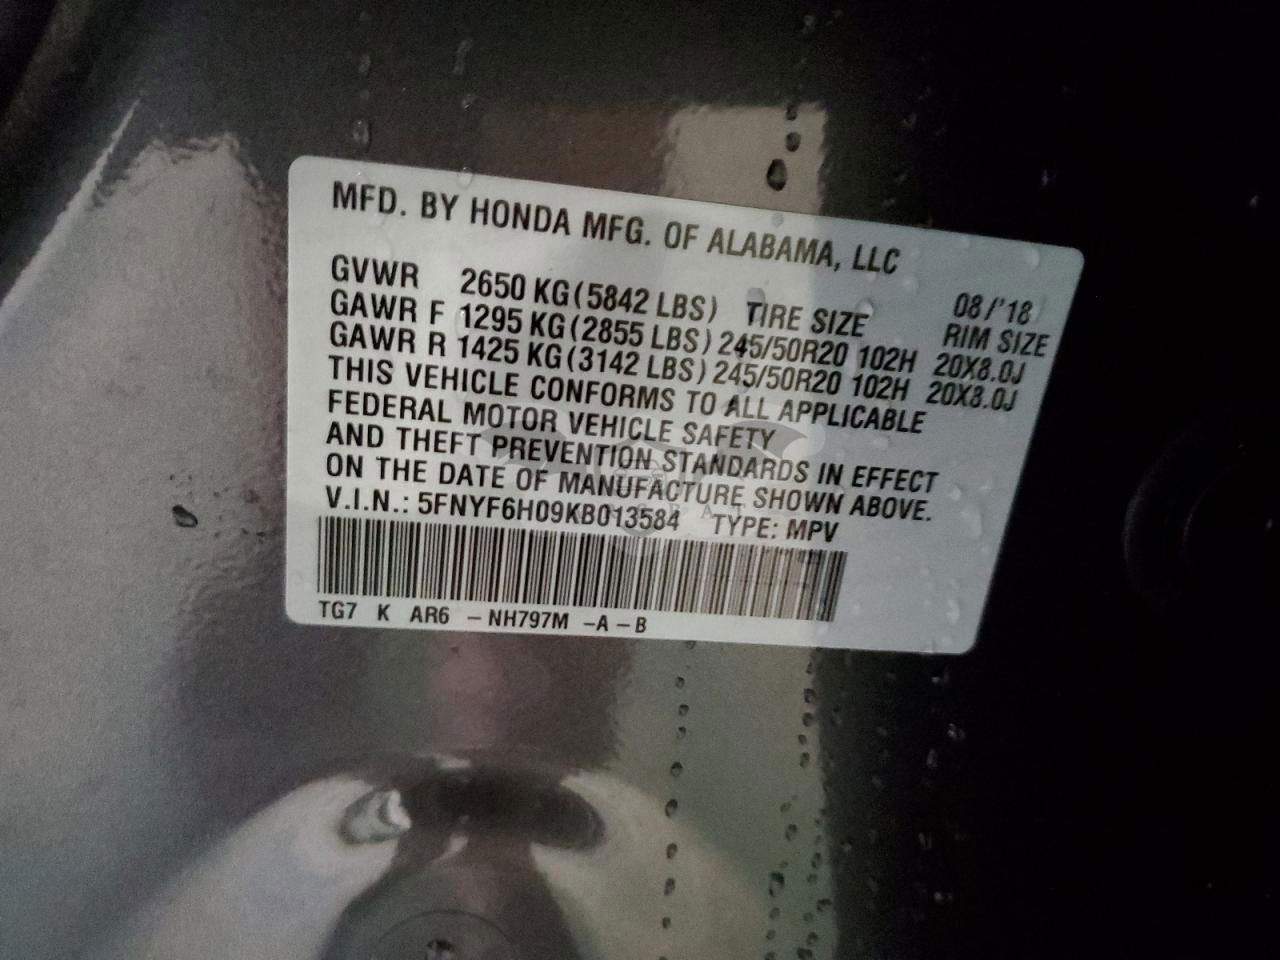 MFD. BY HONDA MFG. OF ALABAMA, LLC
08/'18
GVWR 2650 KG(5842 LBS) TIRE SIZE RIM SIZE
GAWR F 1295 KG(2855 LBS) 245/50R20 102H 20X8.0J
GAWR R 1425 KG(3142 LBS) 245/50R20 102H 20X8.0J
THIS VEHICLE CONFORMS TO ALL APPLICABLE
FEDERAL MOTOR VEHICLE SAFETY
AND THEFT PREVENTION STANDARDS IN EFFECT
ON THE DATE OF MANUFACTURE SHOWN ABOVE.
V.I.N.: 5FNYF6H09KB013584 TYPE: MPV
TG7 K AR6 – NH797M –A – B